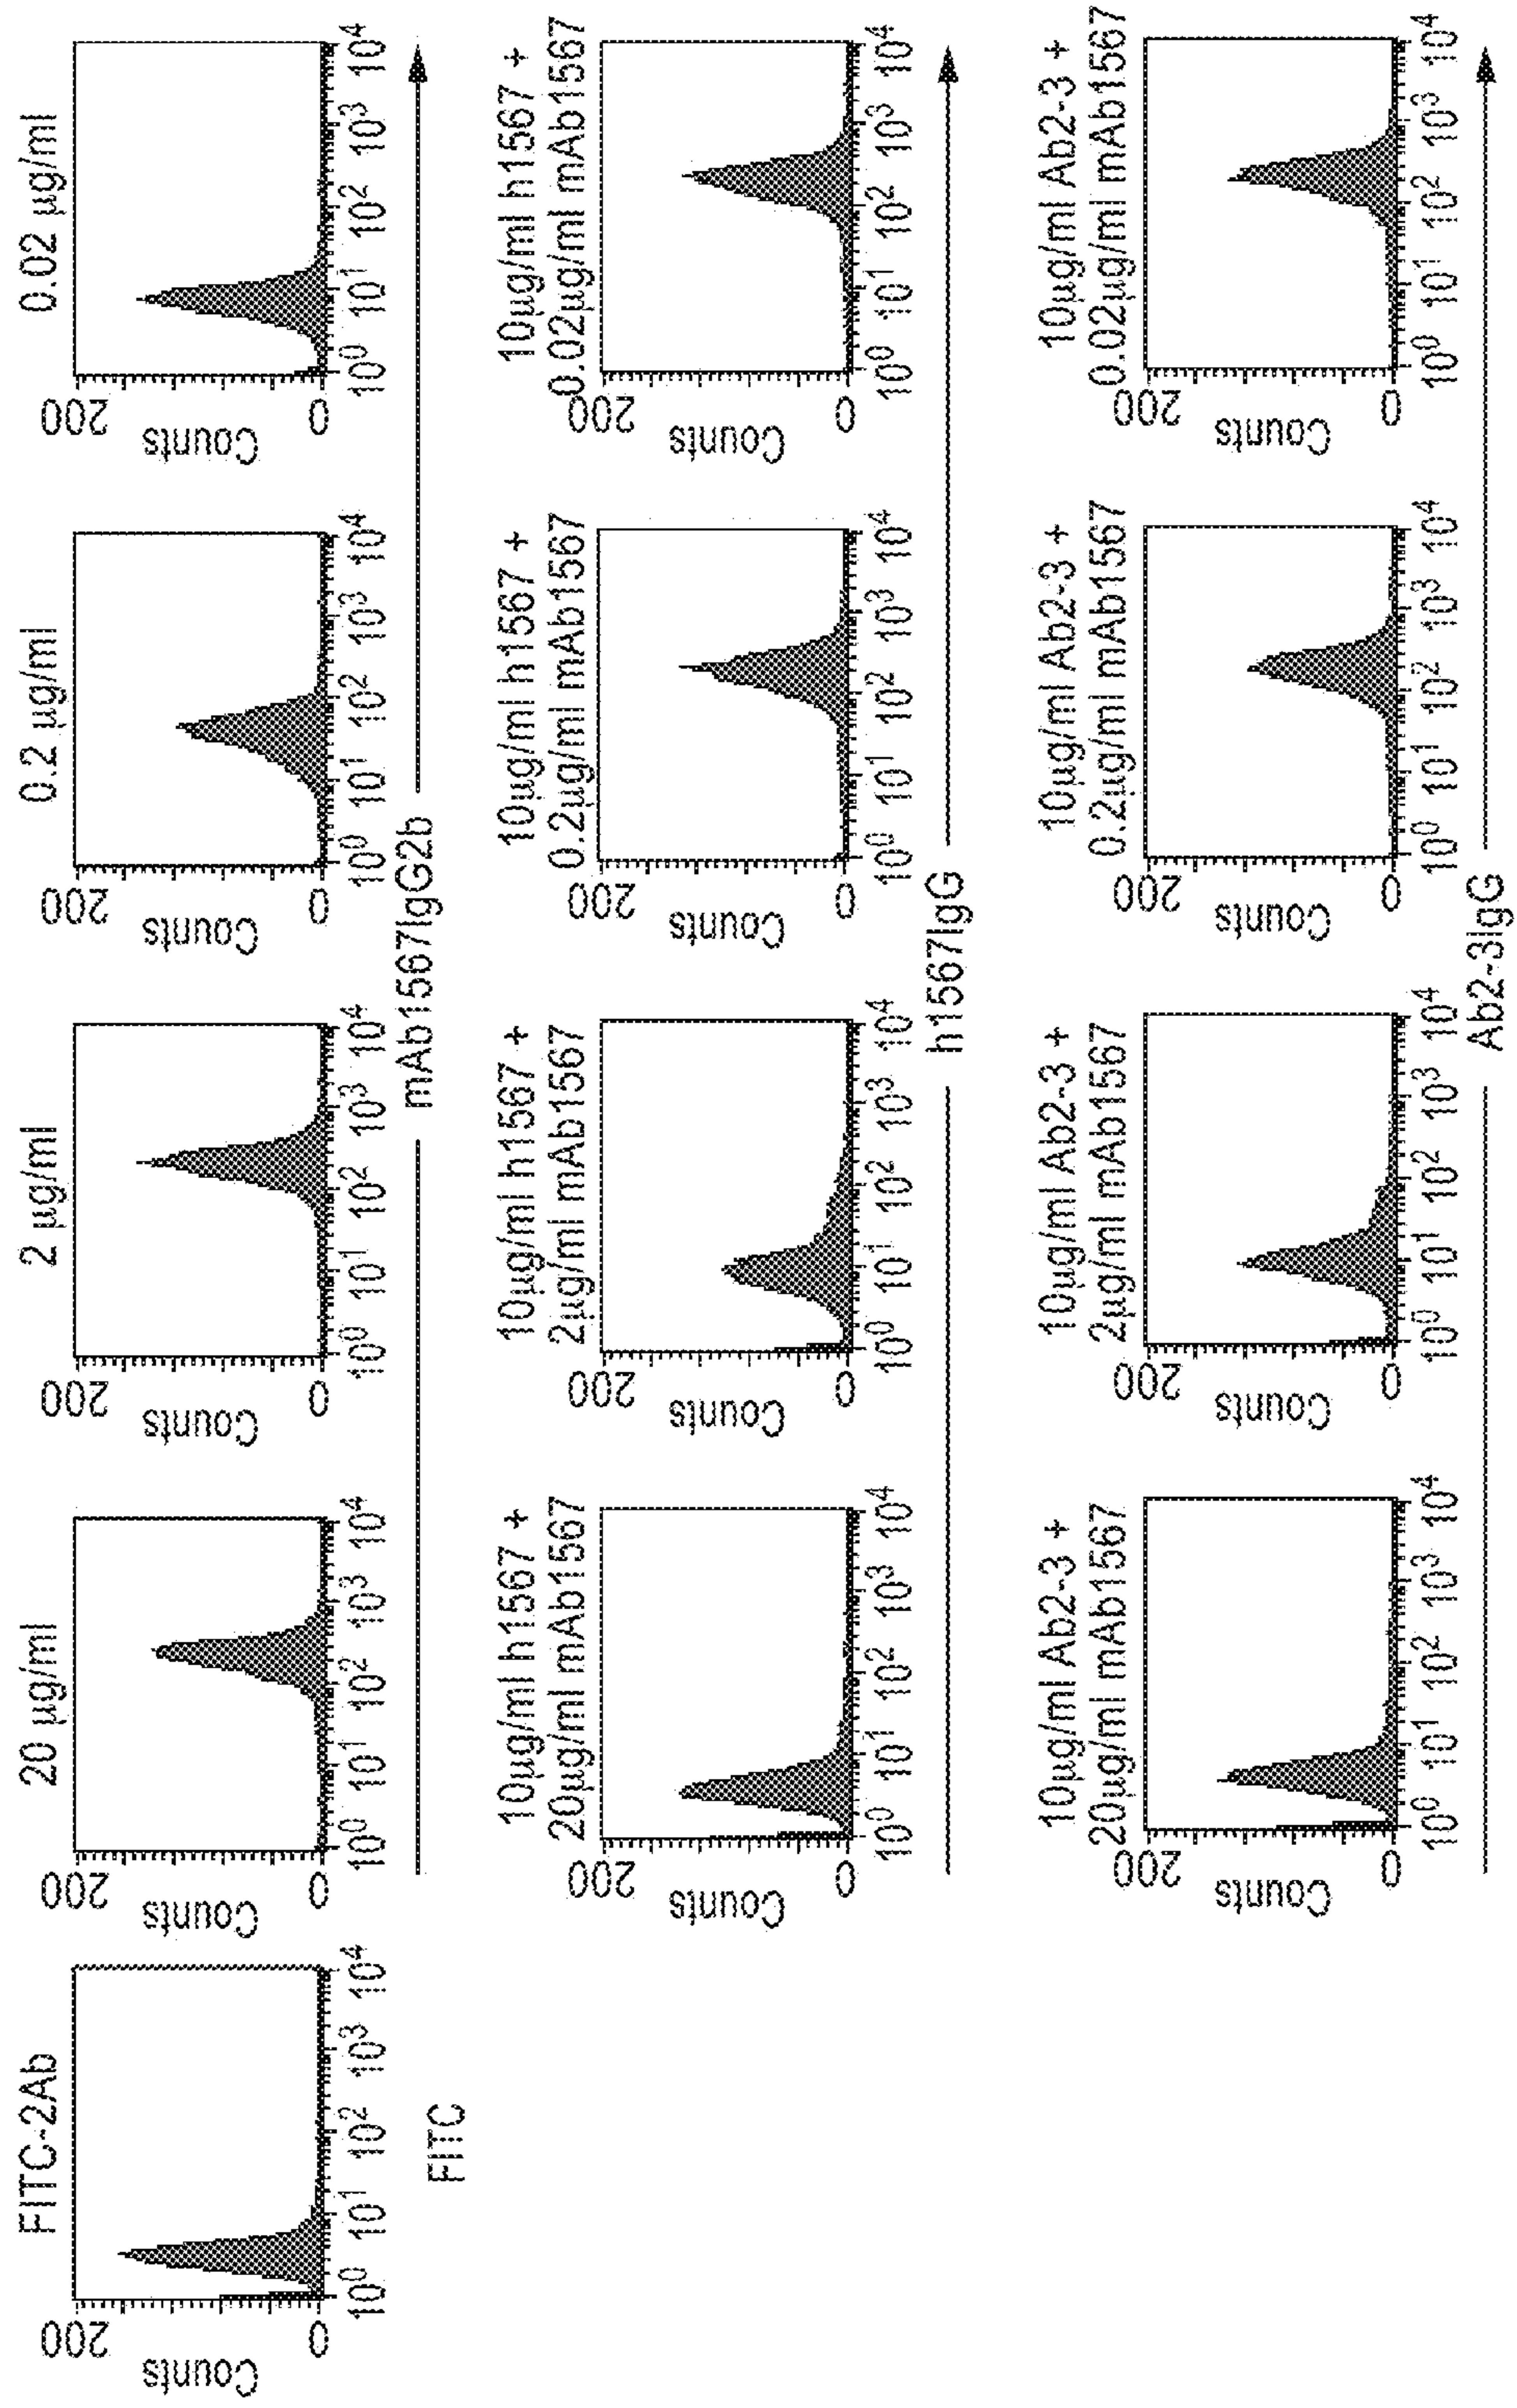 FITC-2Ab
200
Counts
0
10⁰ 10¹ 10² 10³ 10⁴
FITC
20 µg/ml
200
Counts
0
10⁰ 10¹ 10² 10³ 10⁴
2 µg/ml
200
Counts
0
10⁰ 10¹ 10² 10³ 10⁴
0.2 µg/ml
200
Counts
0
10⁰ 10¹ 10² 10³ 10⁴
0.02 µg/ml
200
Counts
0
10⁰ 10¹ 10² 10³ 10⁴
mAb1567IgG2b
10µg/ml h1567 +
20µg/ml mAb1567
200
Counts
0
10⁰ 10¹ 10² 10³ 10⁴
10µg/ml h1567 +
2µg/ml mAb1567
200
Counts
0
10⁰ 10¹ 10² 10³ 10⁴
10µg/ml h1567 +
0.2µg/ml mAb1567
200
Counts
0
10⁰ 10¹ 10² 10³ 10⁴
10µg/ml h1567 +
0.02µg/ml mAb1567
200
Counts
0
10⁰ 10¹ 10² 10³ 10⁴
h1567IgG
10µg/ml Ab2-3 +
20µg/ml mAb1567
200
Counts
0
10⁰ 10¹ 10² 10³ 10⁴
10µg/ml Ab2-3 +
2µg/ml mAb1567
200
Counts
0
10⁰ 10¹ 10² 10³ 10⁴
10µg/ml Ab2-3 +
0.2µg/ml mAb1567
200
Counts
0
10⁰ 10¹ 10² 10³ 10⁴
10µg/ml Ab2-3 +
0.02µg/ml mAb1567
200
Counts
0
10⁰ 10¹ 10² 10³ 10⁴
Ab2-3IgG